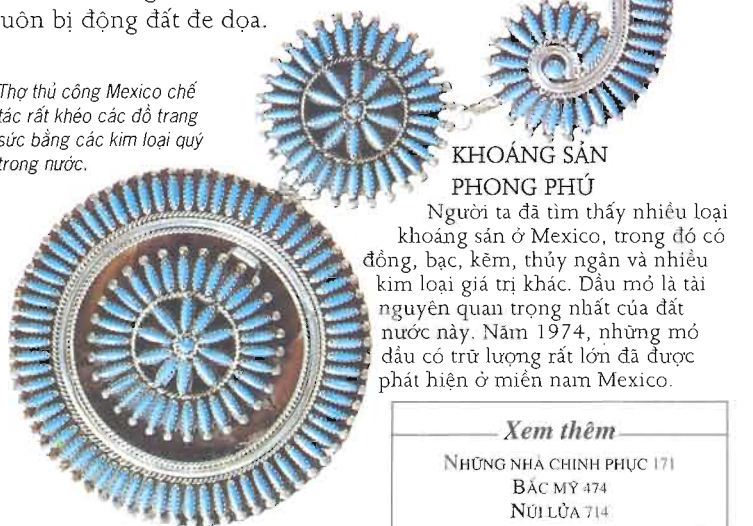 uôn bị động đất đe dọa.
Thợ thủ công Mexico chế
tác rất khéo các đồ trang
sức bằng các kim loại quý
trong nước.
KHOÁNG SẢN
PHONG PHÚ
Người ta đã tìm thấy nhiều loại
khoáng sản ở Mexico, trong đó có
đồng, bạc, kẽm, thủy ngân và nhiều
kim loại giá trị khác. Dầu mỏ là tài
nguyên quan trọng nhất của đất
nước này. Năm 1974, những mỏ
dầu có trữ lượng rất lớn đã được
phát hiện ở miền nam Mexico.
Xem thêm
NHỮNG NHÀ CHINH PHỤC 171
BẮC MỸ 474
NÚI LỬA 714